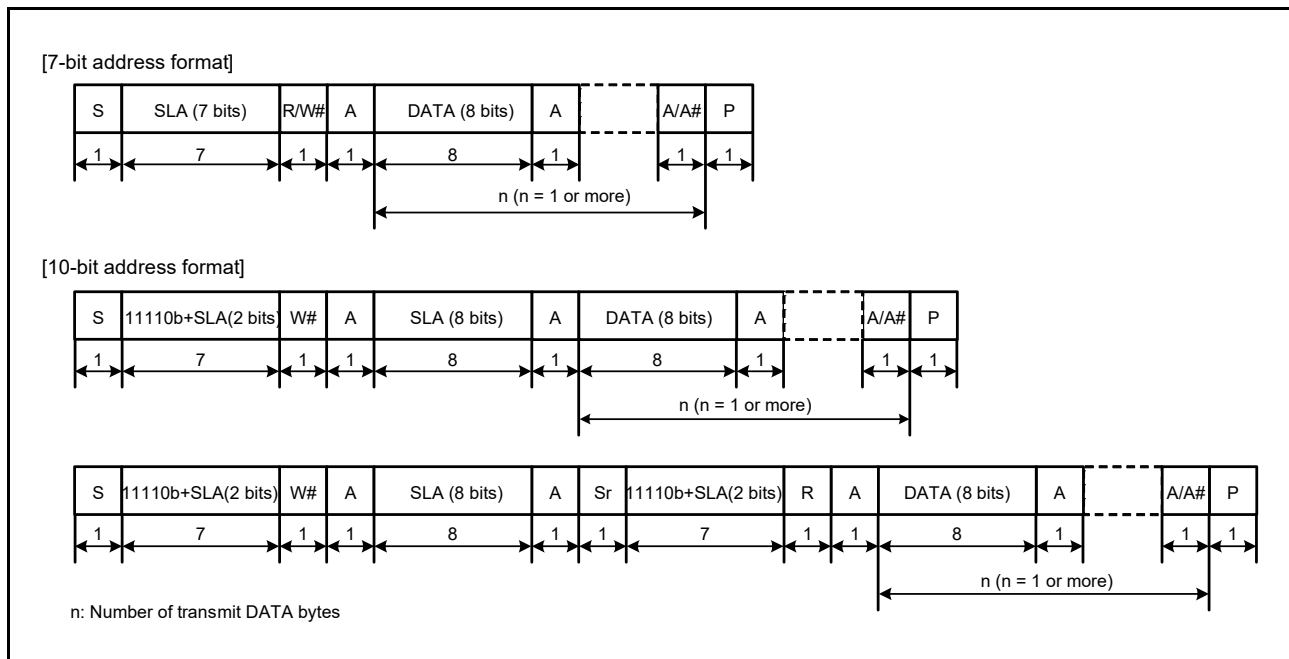 [7-bit address format]
S SLA (7 bits) R/W# A DATA (8 bits) A A/A# P
1 7 1 1 8 1 1 1
n (n = 1 or more)
[10-bit address format]
S 11110b+SLA(2 bits) W# A SLA (8 bits) A DATA (8 bits) A A/A# P
1 7 1 1 8 1 8 1 1 1
n (n = 1 or more)
S 11110b+SLA(2 bits) W# A SLA (8 bits) A Sr 11110b+SLA(2 bits) R A DATA (8 bits) A A/A# P
1 7 1 1 8 1 1 7 1 1 8 1 1 1
n (n = 1 or more)
n: Number of transmit DATA bytes